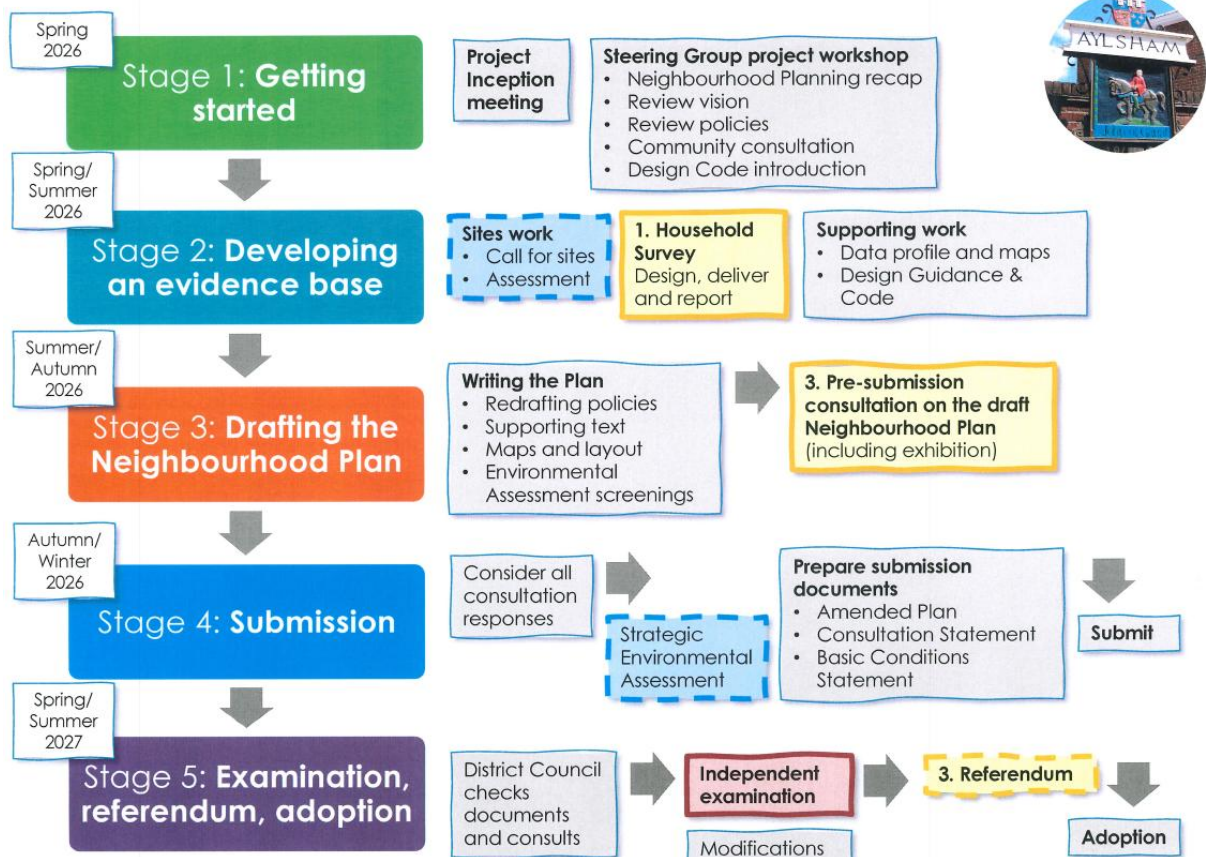 Spring
2026
Stage 1: Getting
started
Project
Inception
meeting
Steering Group project workshop
• Neighbourhood Planning recap
• Review vision
• Review policies
• Community consultation
• Design Code introduction
AYLSHAM
Spring/
Summer
2026
Stage 2: Developing
an evidence base
Sites work
• Call for sites
• Assessment
1. Household
Survey
Design, deliver
and report
Supporting work
• Data profile and maps
• Design Guidance &
Code
Summer/
Autumn
2026
Stage 3: Drafting the
Neighbourhood Plan
Writing the Plan
• Redrafting policies
• Supporting text
• Maps and layout
• Environmental
Assessment screenings
3. Pre-submission
consultation on the draft
Neighbourhood Plan
(including exhibition)
Autumn/
Winter
2026
Stage 4: Submission
Consider all
consultation
responses
Strategic
Environmental
Assessment
Prepare submission
documents
• Amended Plan
• Consultation Statement
• Basic Conditions
Statement
Submit
Spring/
Summer
2027
Stage 5: Examination,
referendum, adoption
District Council
checks
documents
and consults
Independent
examination
Modifications
3. Referendum
Adoption